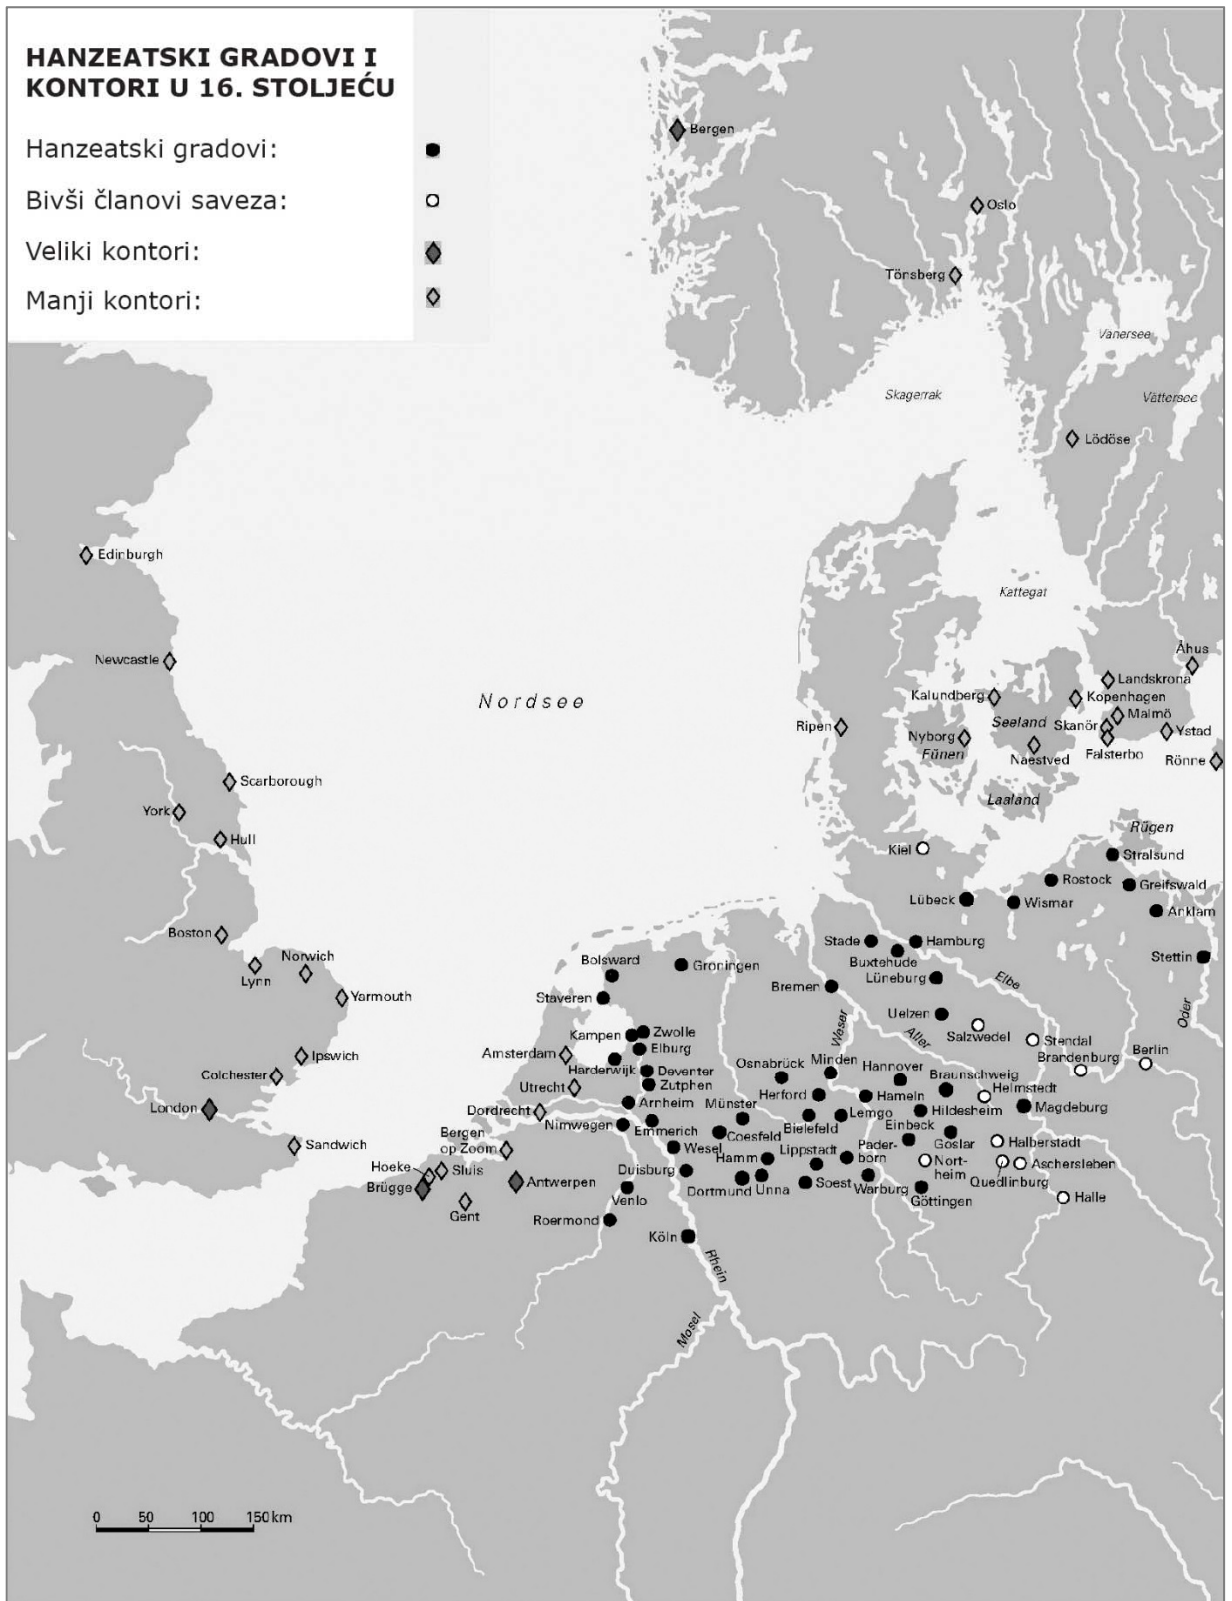 HANZEATSKI GRADOVI I
KONTORI U 16. STOLJEĆU
Hanzeatski gradovi:
Bivši članovi saveza:
Veliki kontori:
Manji kontori:
Bergen
Oslo
Tönsberg
Vanersee
Skagerrak
Vättersee
Lödöse
Edinburgh
Kattegat
Newcastle
Nordsee
Åhus
Landskrona
Kalundberg
Kopenhagen
Seeland
Malmö
Ripen
Skanör
Ystad
Nyborg
Fünen
Naestved
Falsterbo
Rönne
Scarborough
York
Laaland
Hull
Rügen
Kiel
Stralsund
Rostock
Greifswald
Lübeck
Wismar
Anklam
Boston
Stade
Hamburg
Norwich
Lynn
Bolsward
Groningen
Buxtehude
Lüneburg
Elbe
Stettin
Yarmouth
Staveren
Bremen
Uelzen
Weser
Aller
Oder
Kampen
Zwolle
Salzwedel
Stendal
Ipswich
Amsterdam
Elburg
Brandenburg
Berlin
Colchester
Harderwijk
Deventer
Osnabrück
Minden
Hannover
Braunschweig
Utrecht
Zutphen
Helmstedt
London
Dordrecht
Arnheim
Münster
Herford
Hameln
Hildesheim
Magdeburg
Nimwegen
Emmerich
Coesfeld
Bielefeld
Lemgo
Einbeck
Goslar
Sandwich
Bergen
op Zoom
Wesel
Hamm
Lippstadt
Pader-
born
Halberstadt
Hoeke
Sluis
Duisburg
Nort-
heim
Aschersleben
Quedlinburg
Brügge
Antwerpen
Venlo
Dortmund
Unna
Soest
Warburg
Göttingen
Halle
Gent
Roermond
Köln
Rhein
Mosel
0 50 100 150 km